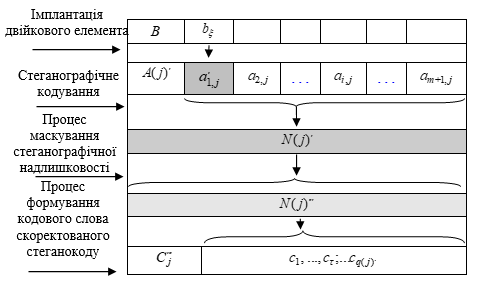 Імплантація
двійкового елемента
B b_ξ
Стеганографічне
кодування
A(j)′ a′_{1,j} a_{2,j} ... a_{i,j} ... a_{m+1,j}
Процес
маскування
стеганографічної
надлишковості
N(j)′
Процес
формування
кодового слова
скоректованого
стеганокоду
N(j)″′
C″_j c_1, ..., c_τ; ..c_{q(j)′}